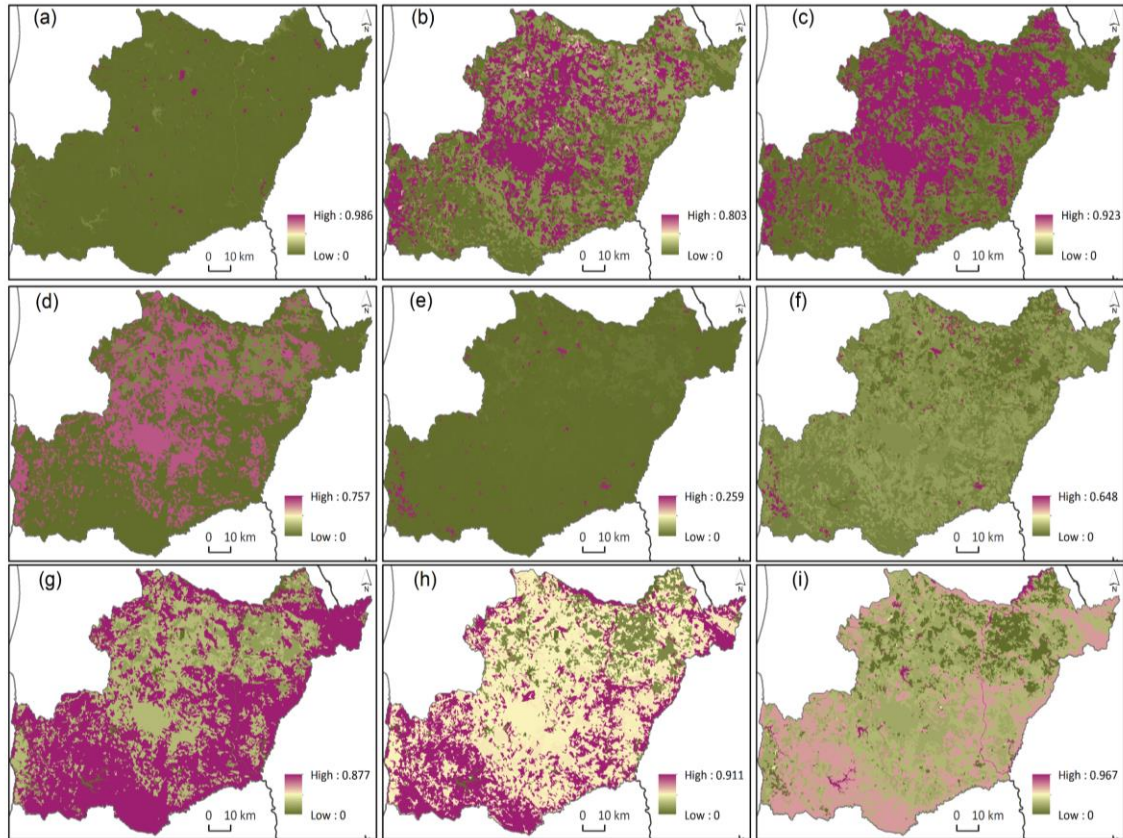 (a)
N
High : 0.986
Low : 0
0 10 km
(b)
N
High : 0.803
Low : 0
0 10 km
(c)
N
High : 0.923
Low : 0
0 10 km
(d)
N
High : 0.757
Low : 0
0 10 km
(e)
N
High : 0.259
Low : 0
0 10 km
(f)
N
High : 0.648
Low : 0
0 10 km
(g)
N
High : 0.877
Low : 0
0 10 km
(h)
N
High : 0.911
Low : 0
0 10 km
(i)
N
High : 0.967
Low : 0
0 10 km